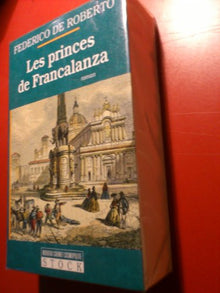 FEDERICO DE ROBERTO
Les princes
de Francalanza
roman
STOCK